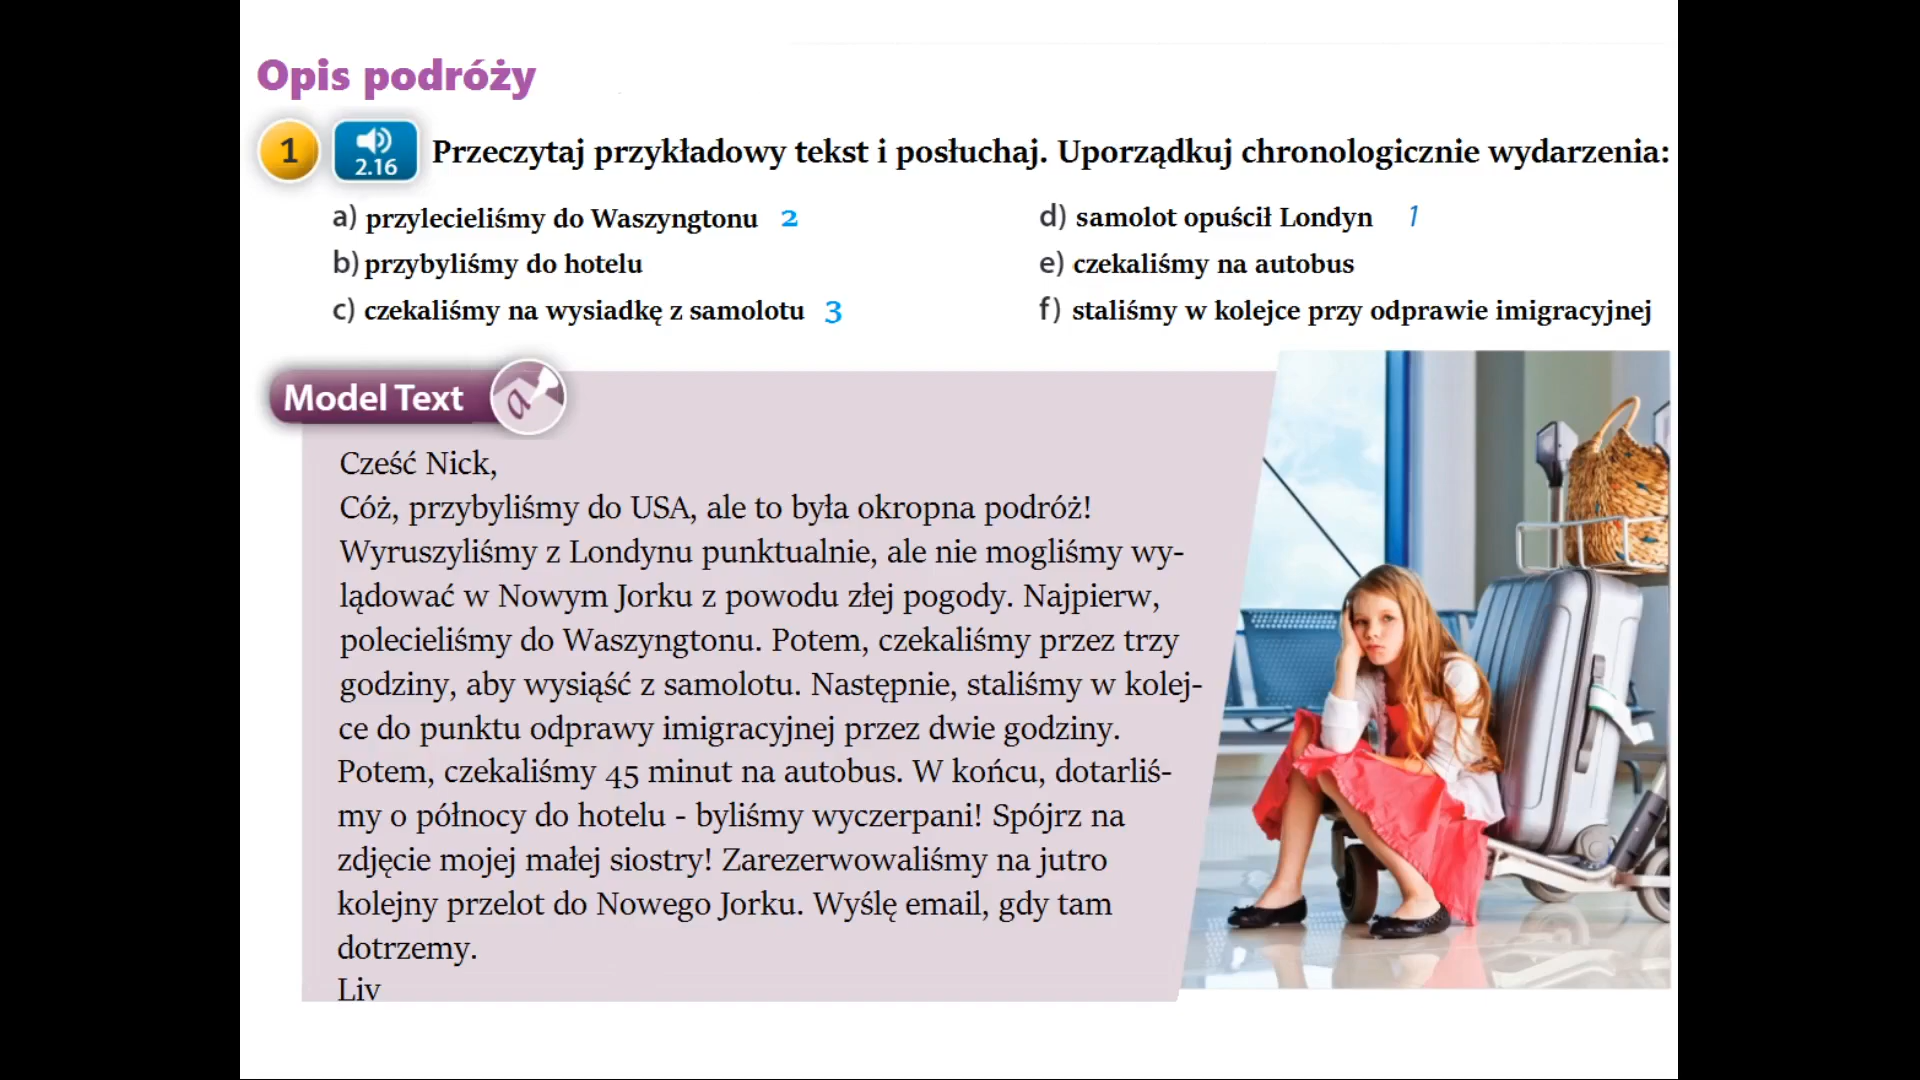 Opis podróży
1 2.16 Przeczytaj przykładowy tekst i posłuchaj. Uporządkuj chronologicznie wydarzenia:
a) przylecieliśmy do Waszyngtonu 2
b) przybyliśmy do hotelu
c) czekaliśmy na wysiadkę z samolotu 3
d) samolot opuścił Londyn 1
e) czekaliśmy na autobus
f) staliśmy w kolejce przy odprawie imigracyjnej
Model Text a
Cześć Nick,
Cóż, przybyliśmy do USA, ale to była okropna podróż!
Wyruszyliśmy z Londynu punktualnie, ale nie mogliśmy wy-
lądować w Nowym Jorku z powodu złej pogody. Najpierw,
polecieliśmy do Waszyngtonu. Potem, czekaliśmy przez trzy
godziny, aby wysiąść z samolotu. Następnie, staliśmy w kolej-
ce do punktu odprawy imigracyjnej przez dwie godziny.
Potem, czekaliśmy 45 minut na autobus. W końcu, dotarliś-
my o północy do hotelu - byliśmy wyczerpani! Spójrz na
zdjęcie mojej małej siostry! Zarezerwowaliśmy na jutro
kolejny przelot do Nowego Jorku. Wyślę email, gdy tam
dotrzemy.
Liv